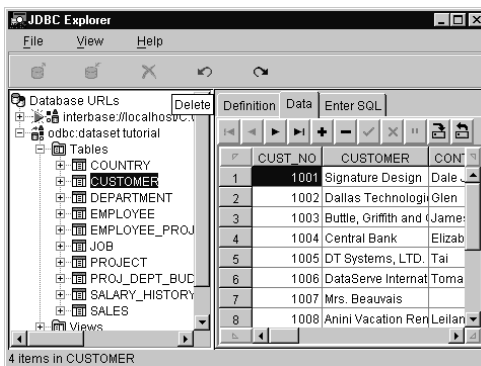 JDBC Explorer
File View Help
Database URLs
Delete
interbase://localhost
odbc:dataset tutorial
Tables
COUNTRY
CUSTOMER
DEPARTMENT
EMPLOYEE
EMPLOYEE_PROJ
JOB
PROJECT
PROJ_DEPT_BUD
SALARY_HISTORY
SALES
Views
Definition Data Enter SQL
CUST_NO CUSTOMER CONT
1 1001 Signature Design Dale J
2 1002 Dallas Technologi Glen
3 1003 Buttle, Griffith and James
4 1004 Central Bank Elizab
5 1005 DT Systems, LTD. Tai
6 1006 DataServe Internat Toma
7 1007 Mrs. Beauvais
8 1008 Anini Vacation Ren Leilan
4 items in CUSTOMER